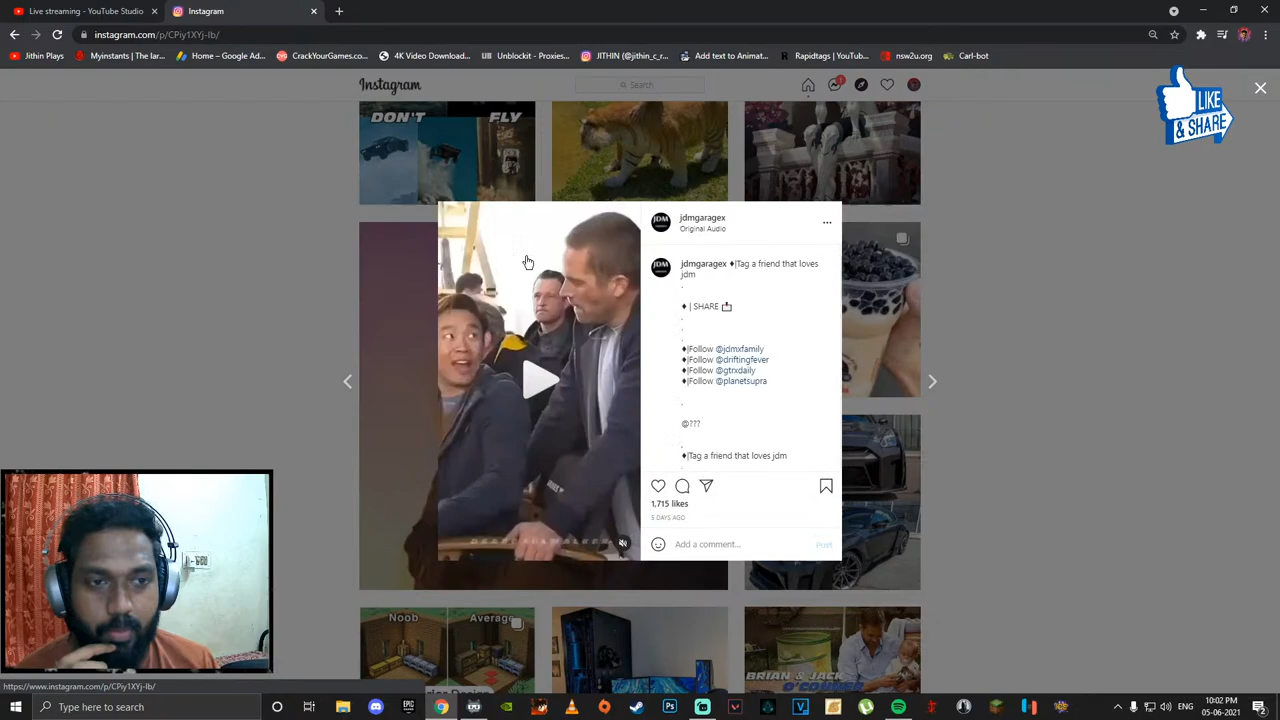 Live streaming - YouTube Studio
Instagram
instagram.com/p/CPiy1XYj-Ib/
Jithin Plays
Myinstants | The lar...
Home – Google Ad...
CrackYourGames.co...
4K Video Download...
Unblockit - Proxies...
JITHIN (@jithin_c_r...
Add text to Animat...
Rapidtags | YouTub...
nsw2u.org
Carl-bot
Instagram
Search
1
LIKE
& SHARE
DON'T FLY
jdmgaragex
Original Audio
jdmgaragex ♦|Tag a friend that loves
jdm
.
♦ | SHARE
.
.
.
♦|Follow @jdmxfamily
♦|Follow @driftingfever
♦|Follow @gtrxdaily
♦|Follow @planetsupra
.
@???
.
♦|Tag a friend that loves jdm
.
1,715 likes
5 DAYS AGO
Add a comment...
Post
Noob
Average
BRIAN & JACK
O'CONNER
https://www.instagram.com/p/CPiy1XYj-Ib/
Type here to search
EPIC
10:02 PM
05-06-2021